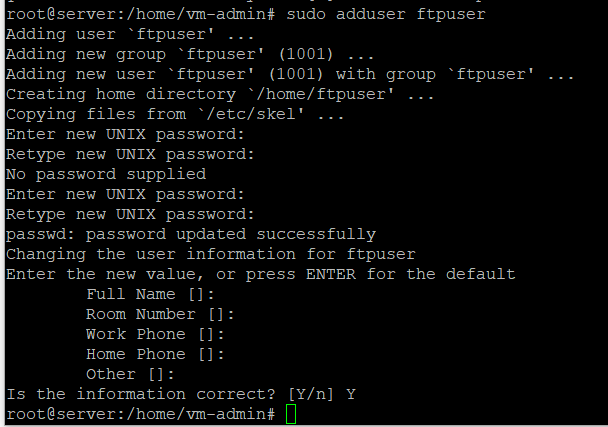 root@server:/home/vm-admin# sudo adduser ftpuser
Adding user `ftpuser' ...
Adding new group `ftpuser' (1001) ...
Adding new user `ftpuser' (1001) with group `ftpuser' ...
Creating home directory `/home/ftpuser' ...
Copying files from `/etc/skel' ...
Enter new UNIX password:
Retype new UNIX password:
No password supplied
Enter new UNIX password:
Retype new UNIX password:
passwd: password updated successfully
Changing the user information for ftpuser
Enter the new value, or press ENTER for the default
        Full Name []:
        Room Number []:
        Work Phone []:
        Home Phone []:
        Other []:
Is the information correct? [Y/n] Y
root@server:/home/vm-admin#